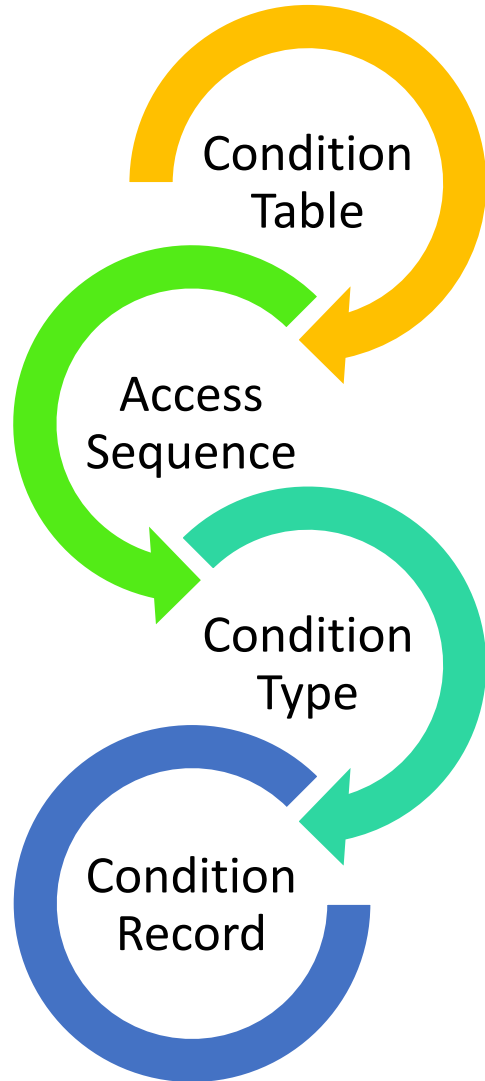 Condition
Table
Access
Sequence
Condition
Type
Condition
Record